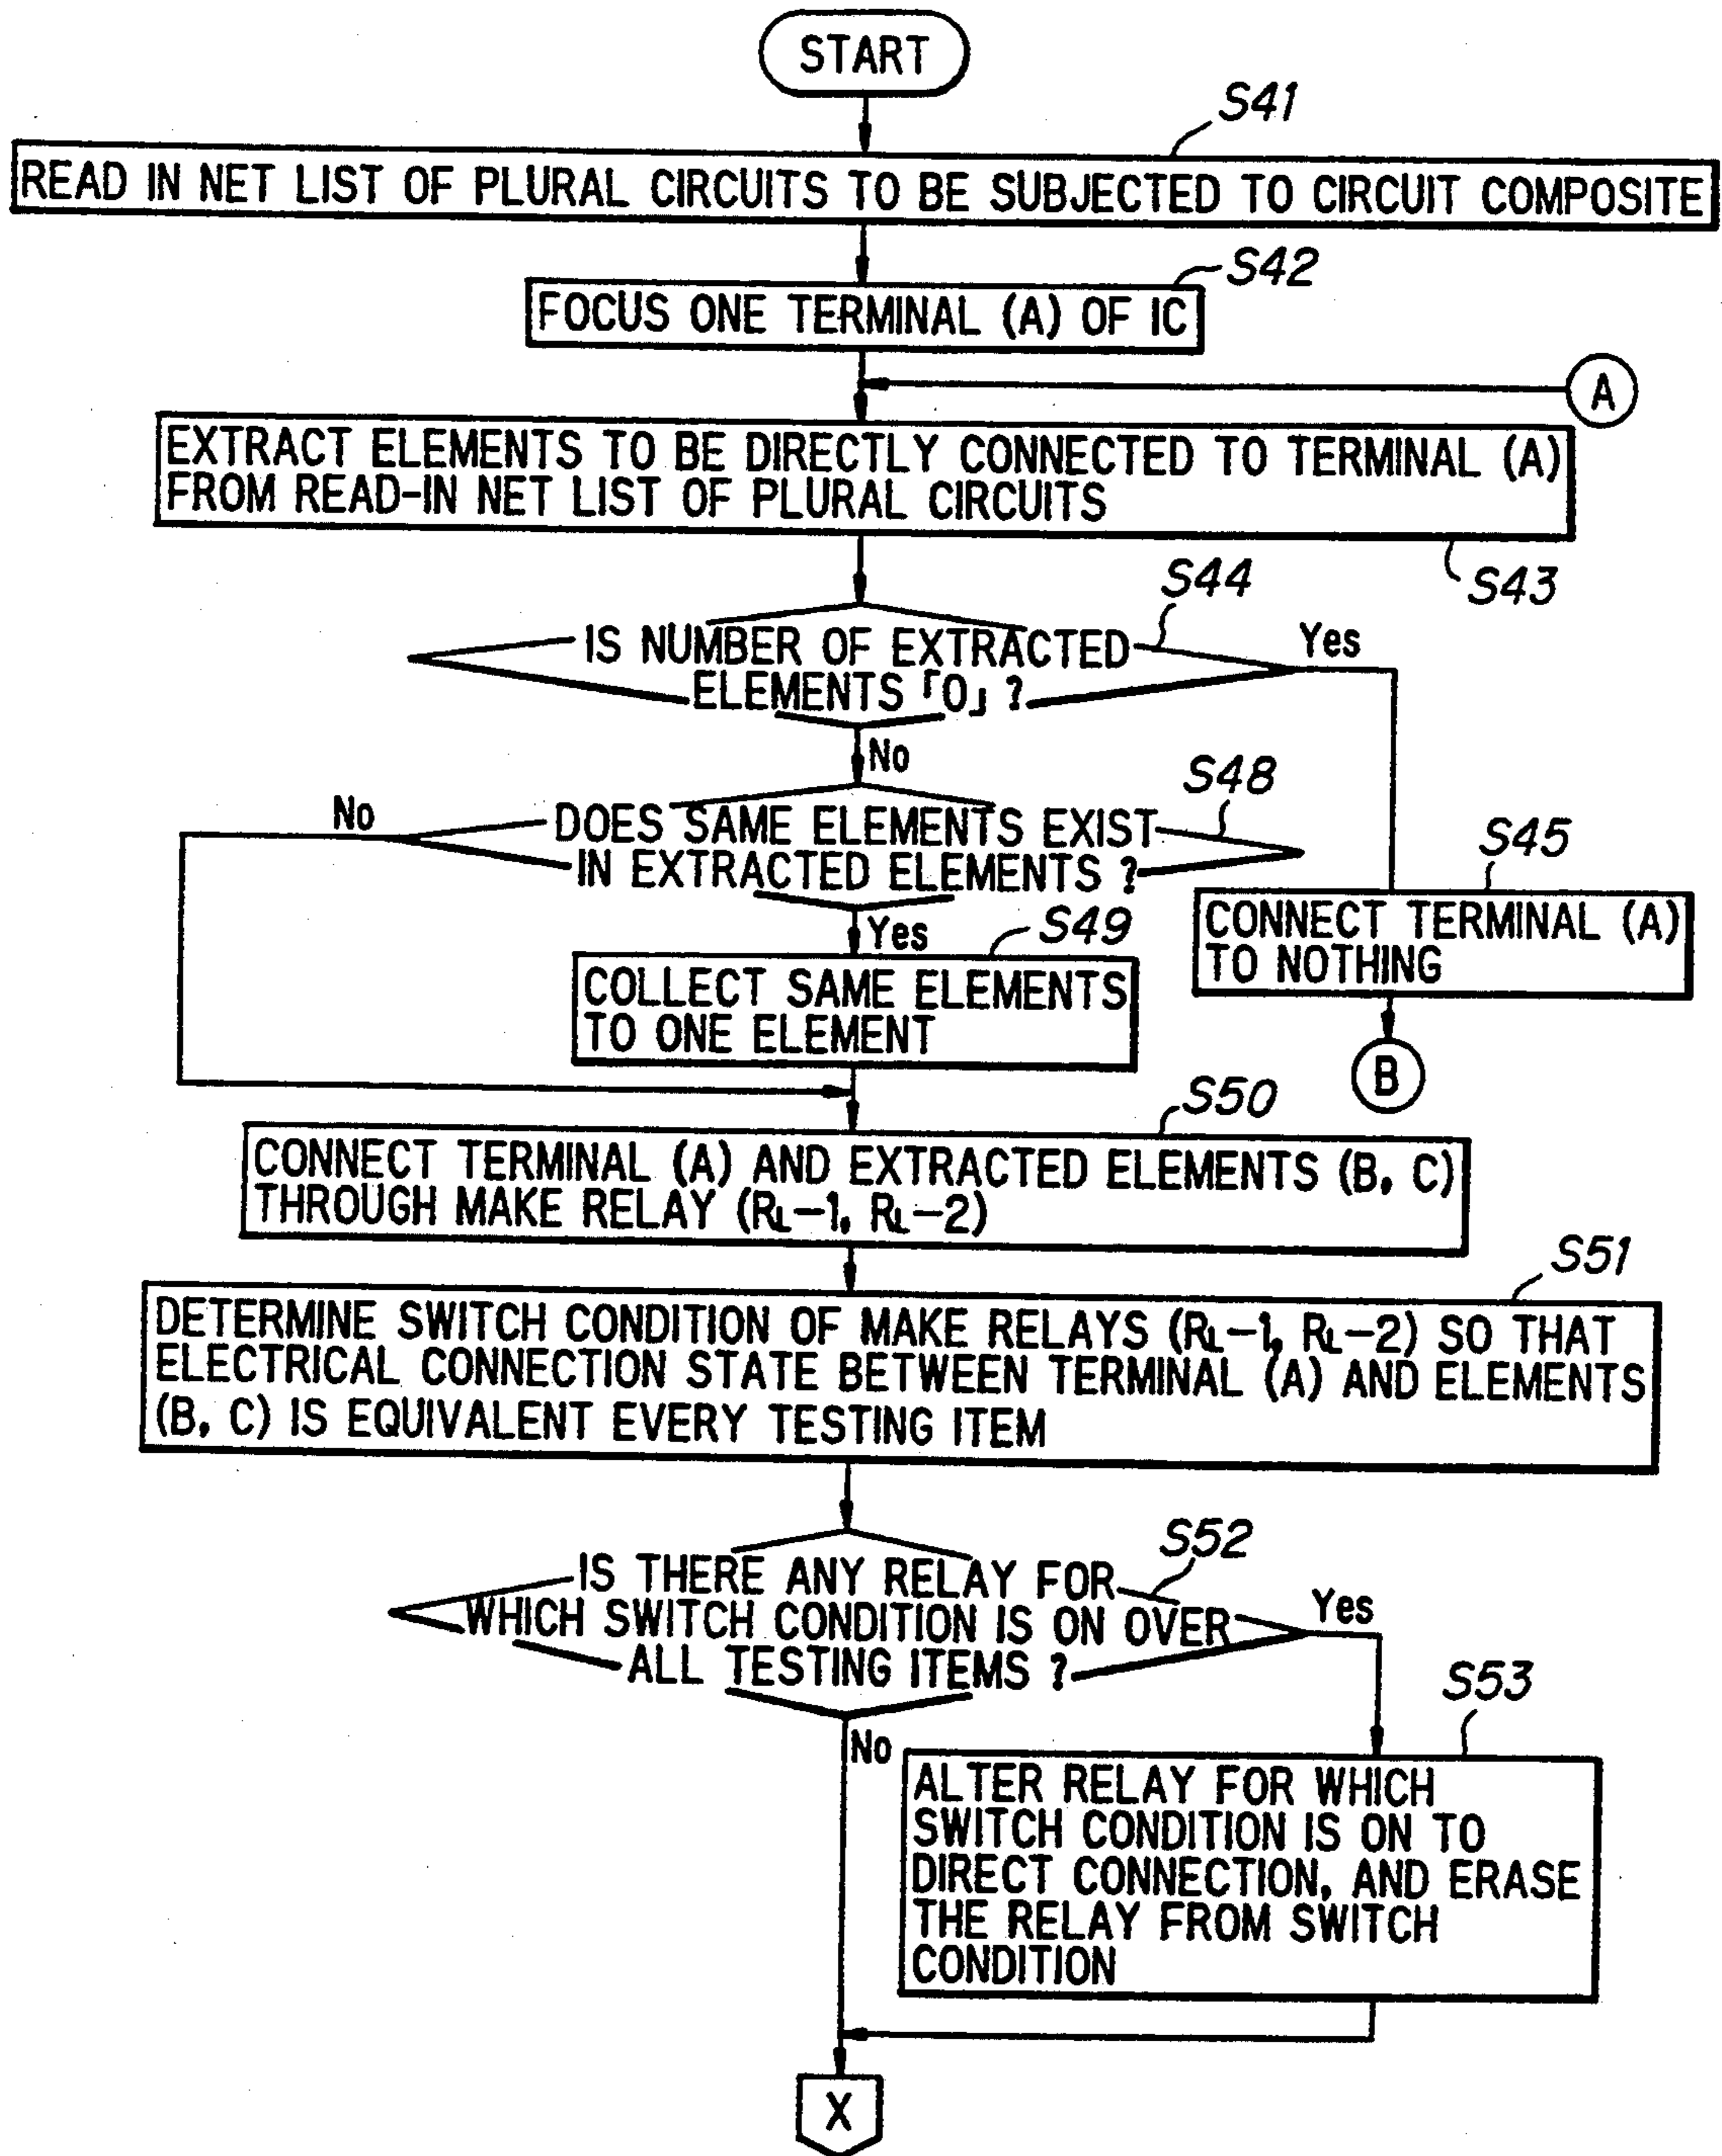 START
S41
READ IN NET LIST OF PLURAL CIRCUITS TO BE SUBJECTED TO CIRCUIT COMPOSITE
S42
FOCUS ONE TERMINAL (A) OF IC
A
EXTRACT ELEMENTS TO BE DIRECTLY CONNECTED TO TERMINAL (A)
FROM READ-IN NET LIST OF PLURAL CIRCUITS
S43
S44
IS NUMBER OF EXTRACTED
ELEMENTS「0」?
Yes
No
S48
DOES SAME ELEMENTS EXIST
IN EXTRACTED ELEMENTS ?
No
Yes
S45
CONNECT TERMINAL (A)
TO NOTHING
B
S49
COLLECT SAME ELEMENTS
TO ONE ELEMENT
S50
CONNECT TERMINAL (A) AND EXTRACTED ELEMENTS (B, C)
THROUGH MAKE RELAY (RL-1, RL-2)
S51
DETERMINE SWITCH CONDITION OF MAKE RELAYS (RL-1, RL-2) SO THAT
ELECTRICAL CONNECTION STATE BETWEEN TERMINAL (A) AND ELEMENTS
(B, C) IS EQUIVALENT EVERY TESTING ITEM
S52
IS THERE ANY RELAY FOR
WHICH SWITCH CONDITION IS ON OVER
ALL TESTING ITEMS ?
Yes
No
S53
ALTER RELAY FOR WHICH
SWITCH CONDITION IS ON TO
DIRECT CONNECTION, AND ERASE
THE RELAY FROM SWITCH
CONDITION
X